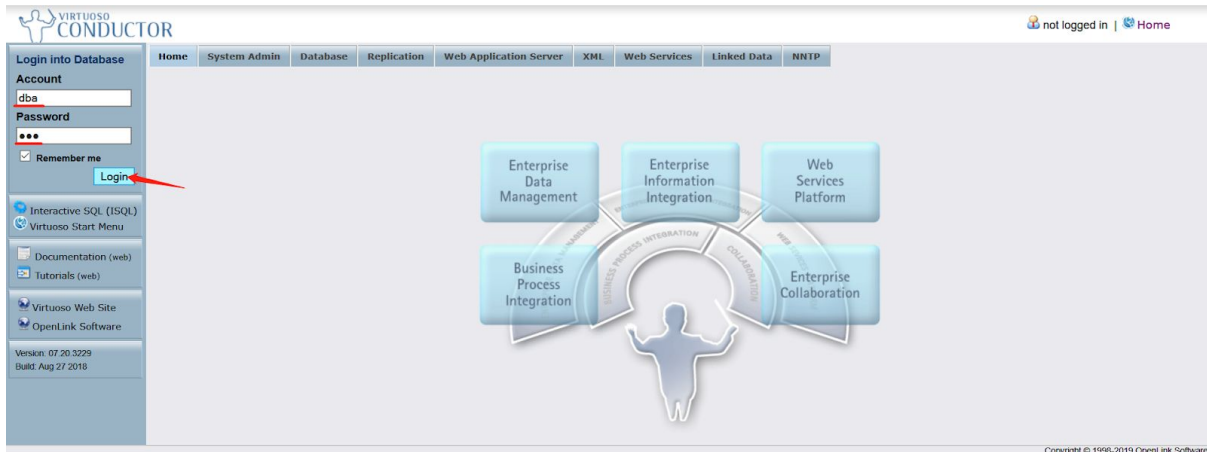 VIRTUOSO
CONDUCTOR
not logged in | Home
Login into Database
Account
dba
Password
Remember me
Login
Interactive SQL (ISQL)
Virtuoso Start Menu
Documentation (web)
Tutorials (web)
Virtuoso Web Site
OpenLink Software
Version: 07.20.3229
Build: Aug 27 2018
Home System Admin Database Replication Web Application Server XML Web Services Linked Data NNTP
Enterprise
Data
Management
Enterprise
Information
Integration
Web
Services
Platform
Business
Process
Integration
Enterprise
Collaboration
BUSINESS PROCESS INTEGRATION
COLLABORATION
Copyright © 1998-2019 OpenLink Software